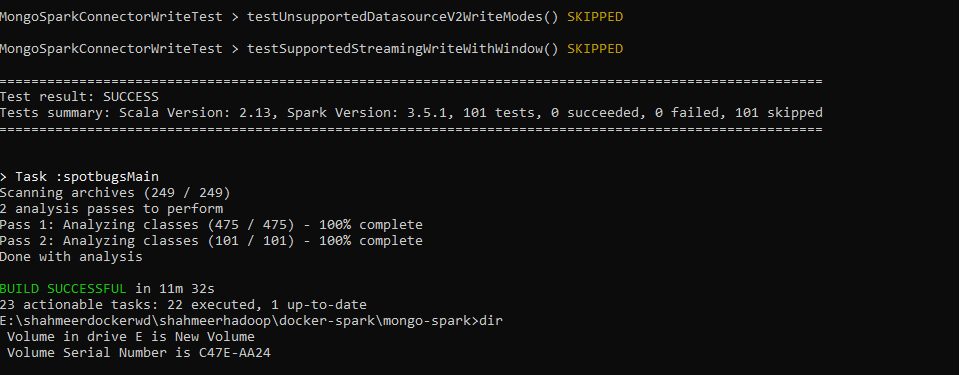 MongoSparkConnectorWriteTest > testUnsupportedDatasourceV2WriteModes() SKIPPED
MongoSparkConnectorWriteTest > testSupportedStreamingWriteWithWindow() SKIPPED
=======================================================================================================
Test result: SUCCESS
Tests summary: Scala Version: 2.13, Spark Version: 3.5.1, 101 tests, 0 succeeded, 0 failed, 101 skipped
=======================================================================================================
> Task :spotbugsMain
Scanning archives (249 / 249)
2 analysis passes to perform
Pass 1: Analyzing classes (475 / 475) - 100% complete
Pass 2: Analyzing classes (101 / 101) - 100% complete
Done with analysis
BUILD SUCCESSFUL in 11m 32s
23 actionable tasks: 22 executed, 1 up-to-date
E:\shahmeerdockerwd\shahmeerhadoop\docker-spark\mongo-spark>dir
Volume in drive E is New Volume
Volume Serial Number is C47E-AA24